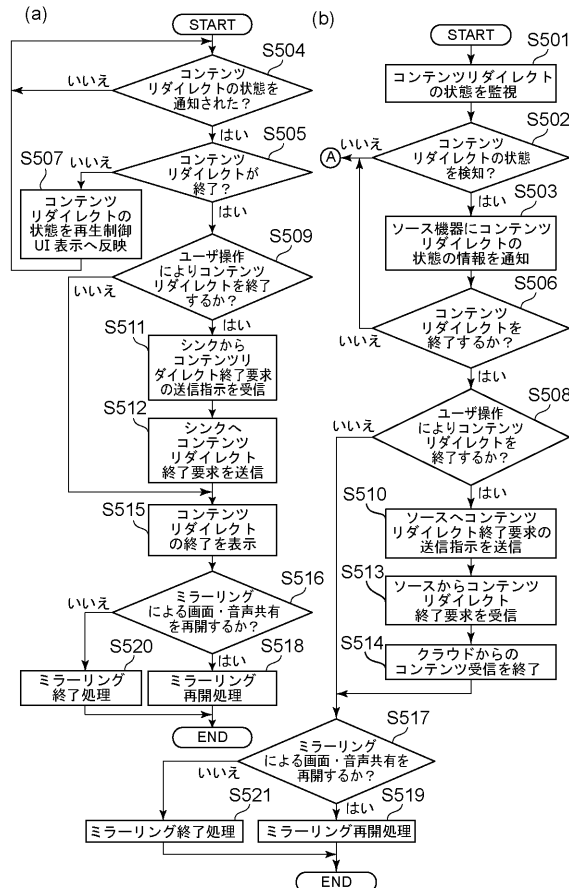 (a)
START
S504
コンテンツ
リダイレクトの状態を
通知された？
いいえ
はい
S505
コンテンツ
リダイレクトが
終了？
いいえ
はい
S507
コンテンツ
リダイレクトの
状態を再生制御
UI 表示へ反映
S509
ユーザ操作
によりコンテンツ
リダイレクトを終了
するか？
いいえ
はい
S511
シンクから
コンテンツリ
ダイレクト終了要求
の送信指示を受信
S512
シンクへ
コンテンツ
リダイレクト
終了要求を送信
S515
コンテンツ
リダイレクト
の終了を表示
S516
ミラーリング
による画面・音声共有
を再開するか？
いいえ
はい
S520
ミラーリング
終了処理
S518
ミラーリング
再開処理
END
(b)
START
S501
コンテンツリダイレクト
の状態を監視
S502
コンテンツ
リダイレクトの状態
を検知？
いいえ
A
はい
S503
ソース機器にコンテンツ
リダイレクトの
状態の情報を通知
S506
コンテンツ
リダイレクトを
終了するか？
いいえ
はい
S508
ユーザ操作
によりコンテンツ
リダイレクトを
終了するか？
いいえ
はい
S510
ソースへコンテンツ
リダイレクト終了要求の
送信指示を送信
S513
ソースからコンテンツ
リダイレクト
終了要求を受信
S514
クラウドからの
コンテンツ受信を終了
S517
ミラーリング
による画面・音声共有を
再開するか？
いいえ
はい
S521
ミラーリング終了処理
S519
ミラーリング再開処理
END